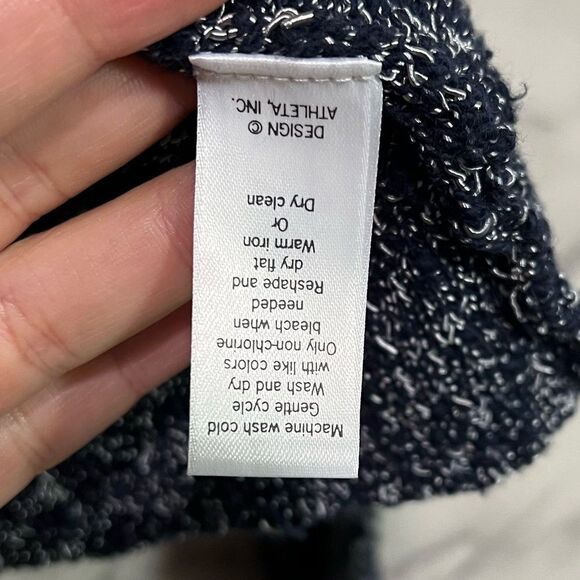 Machine wash cold
Gentle cycle
Wash and dry
with like colors
Only non-chlorine
bleach when
needed
Reshape and
dry flat
Warm iron
Or
Dry clean
DESIGN ©
ATHLETA, INC.